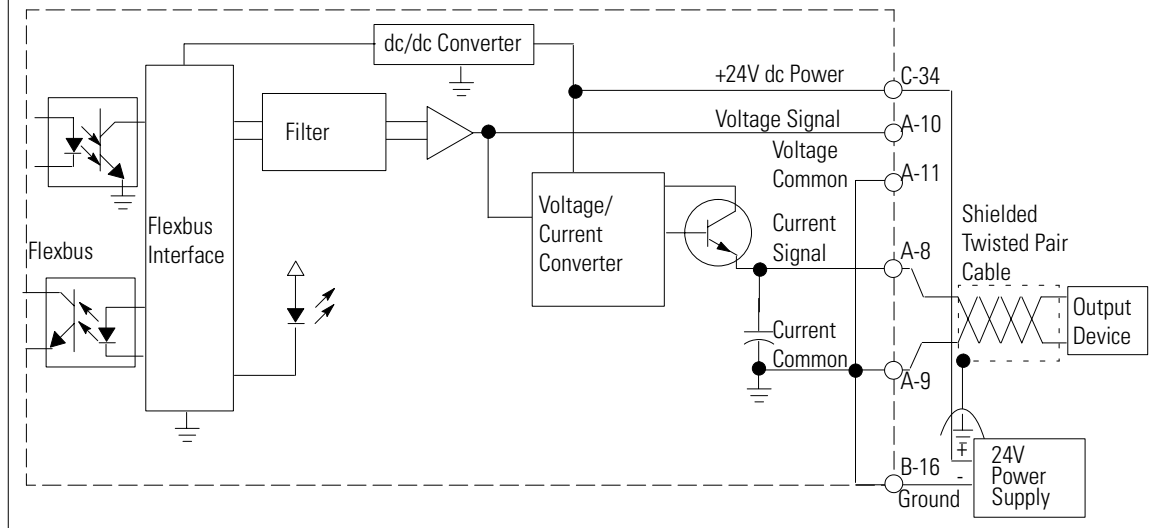 dc/dc Converter
+24V dc Power
C-34
Filter
Voltage Signal
A-10
Voltage
Common
A-11
Flexbus
Flexbus
Interface
Voltage/
Current
Converter
Current
Signal
A-8
Shielded
Twisted Pair
Cable
Output
Device
Current
Common
A-9
B-16
Ground
+
-
24V
Power
Supply